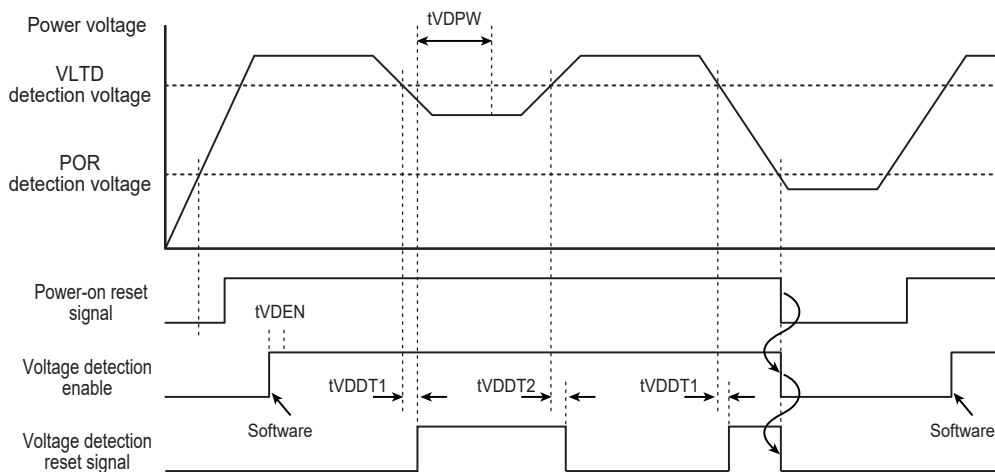 tVDPW
Power voltage
VLTD
detection voltage
POR
detection voltage
Power-on reset
signal
tVDEN
Voltage detection
enable
tVDDT1
tVDDT2
tVDDT1
Software
Software
Voltage detection
reset signal